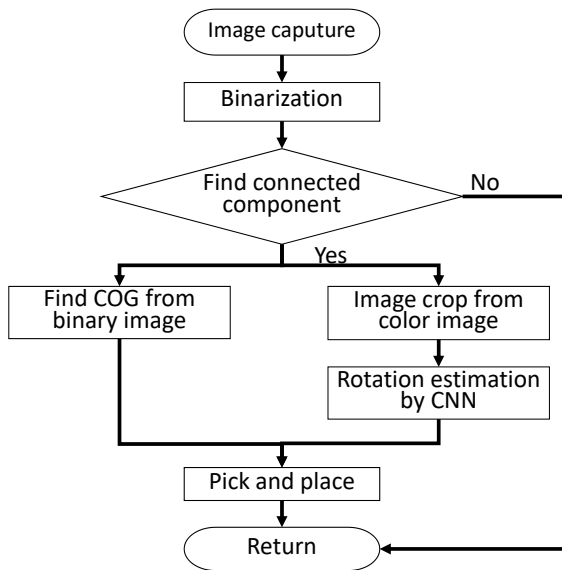 Image caputure
Binarization
Find connected
component
No
Yes
Find COG from
binary image
Image crop from
color image
Rotation estimation
by CNN
Pick and place
Return